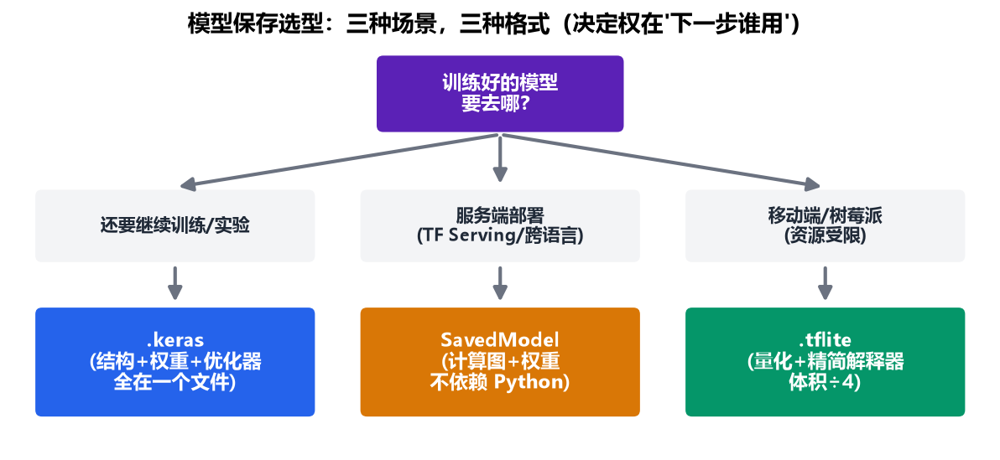 模型保存选型：三种场景，三种格式（决定权在'下一步谁用'）
训练好的模型
要去哪？
还要继续训练/实验
服务端部署
(TF Serving/跨语言)
移动端/树莓派
(资源受限)
.keras
(结构+权重+优化器
全在一个文件)
SavedModel
(计算图+权重
不依赖 Python)
.tflite
(量化+精简解释器
体积÷4)